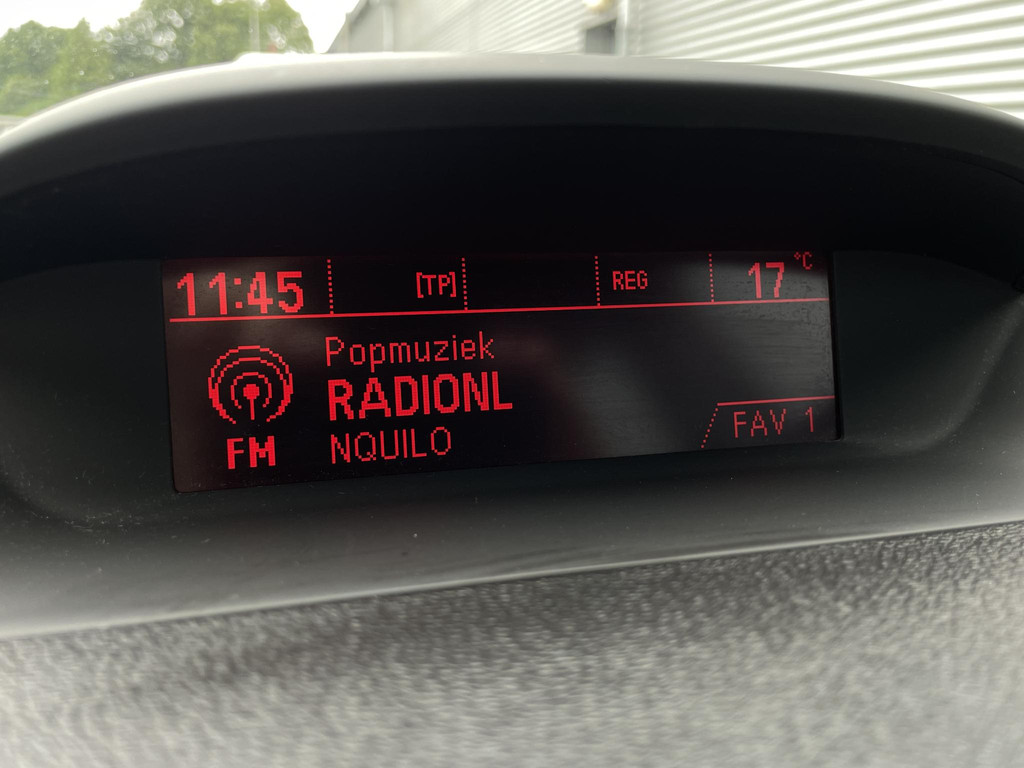 11:45 [TP] REG 17 °C
Popmuziek
RADIONL
FM NQUILO
FAV 1